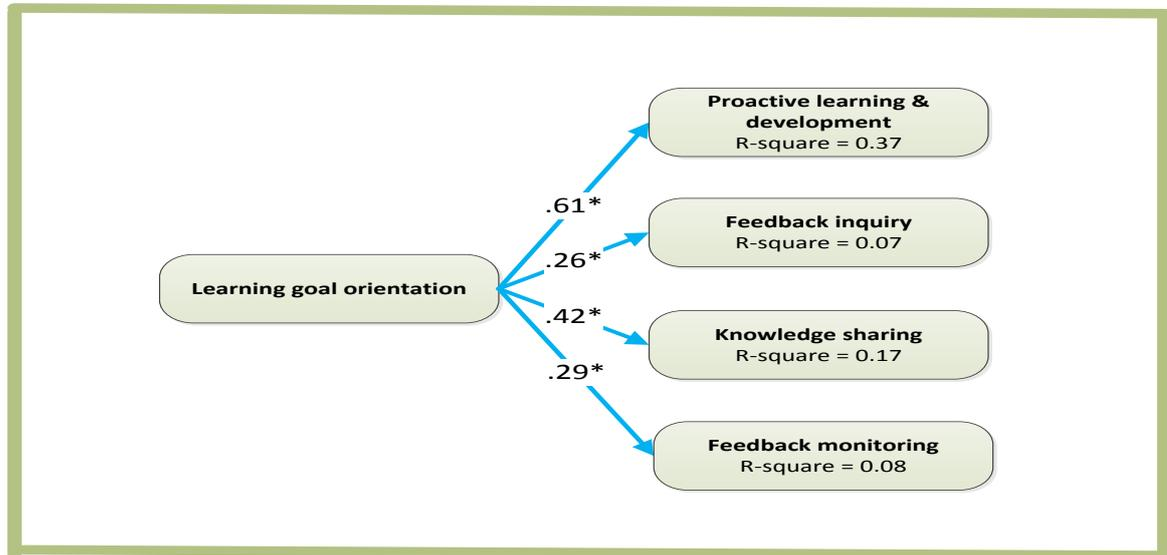 Proactive learning &
development
R-square = 0.37
.61*
Feedback inquiry
R-square = 0.07
.26*
Learning goal orientation
.42*
Knowledge sharing
R-square = 0.17
.29*
Feedback monitoring
R-square = 0.08